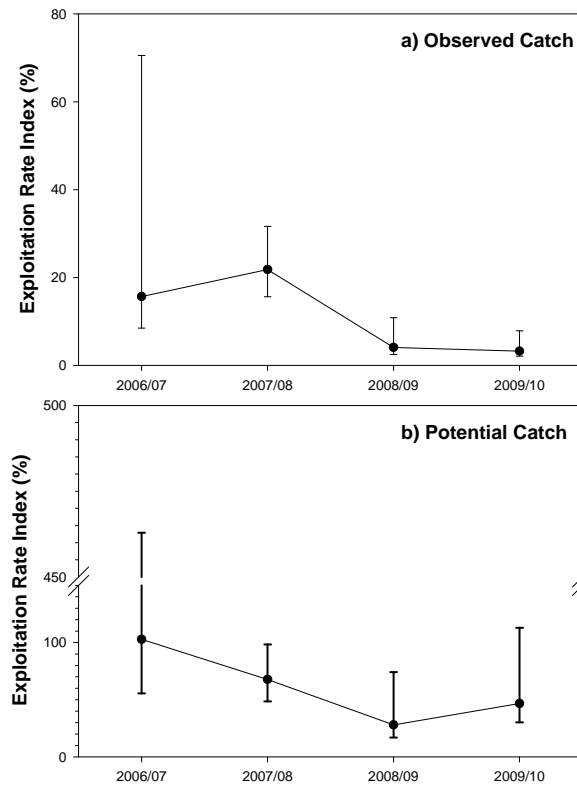 80
a) Observed Catch
60
40
20
0
Exploitation Rate Index (%)
2006/07 2007/08 2008/09 2009/10
500
b) Potential Catch
450
100
0
Exploitation Rate Index (%)
2006/07 2007/08 2008/09 2009/10